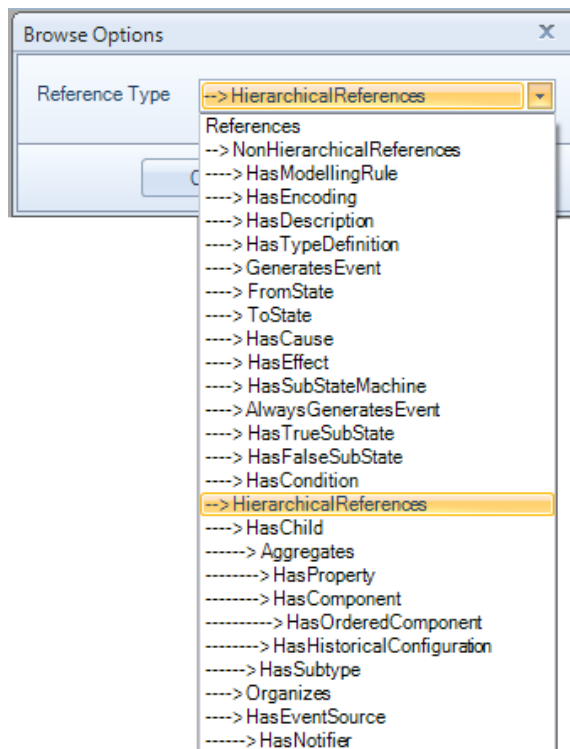 Browse Options x
Reference Type -->HierarchicalReferences
References
-->NonHierarchicalReferences
---->HasModellingRule
---->HasEncoding
---->HasDescription
---->HasTypeDefinition
---->GeneratesEvent
----> FromState
----> ToState
---->HasCause
---->HasEffect
----> HasSubStateMachine
---->AlwaysGeneratesEvent
----> HasTrueSubState
----> HasFalseSubState
---->HasCondition
-->HierarchicalReferences
---->HasChild
------> Aggregates
-------->HasProperty
-------->HasComponent
---------->HasOrderedComponent
-------->HasHistoricalConfiguration
------>HasSubtype
---->Organizes
---->HasEventSource
------>HasNotifier